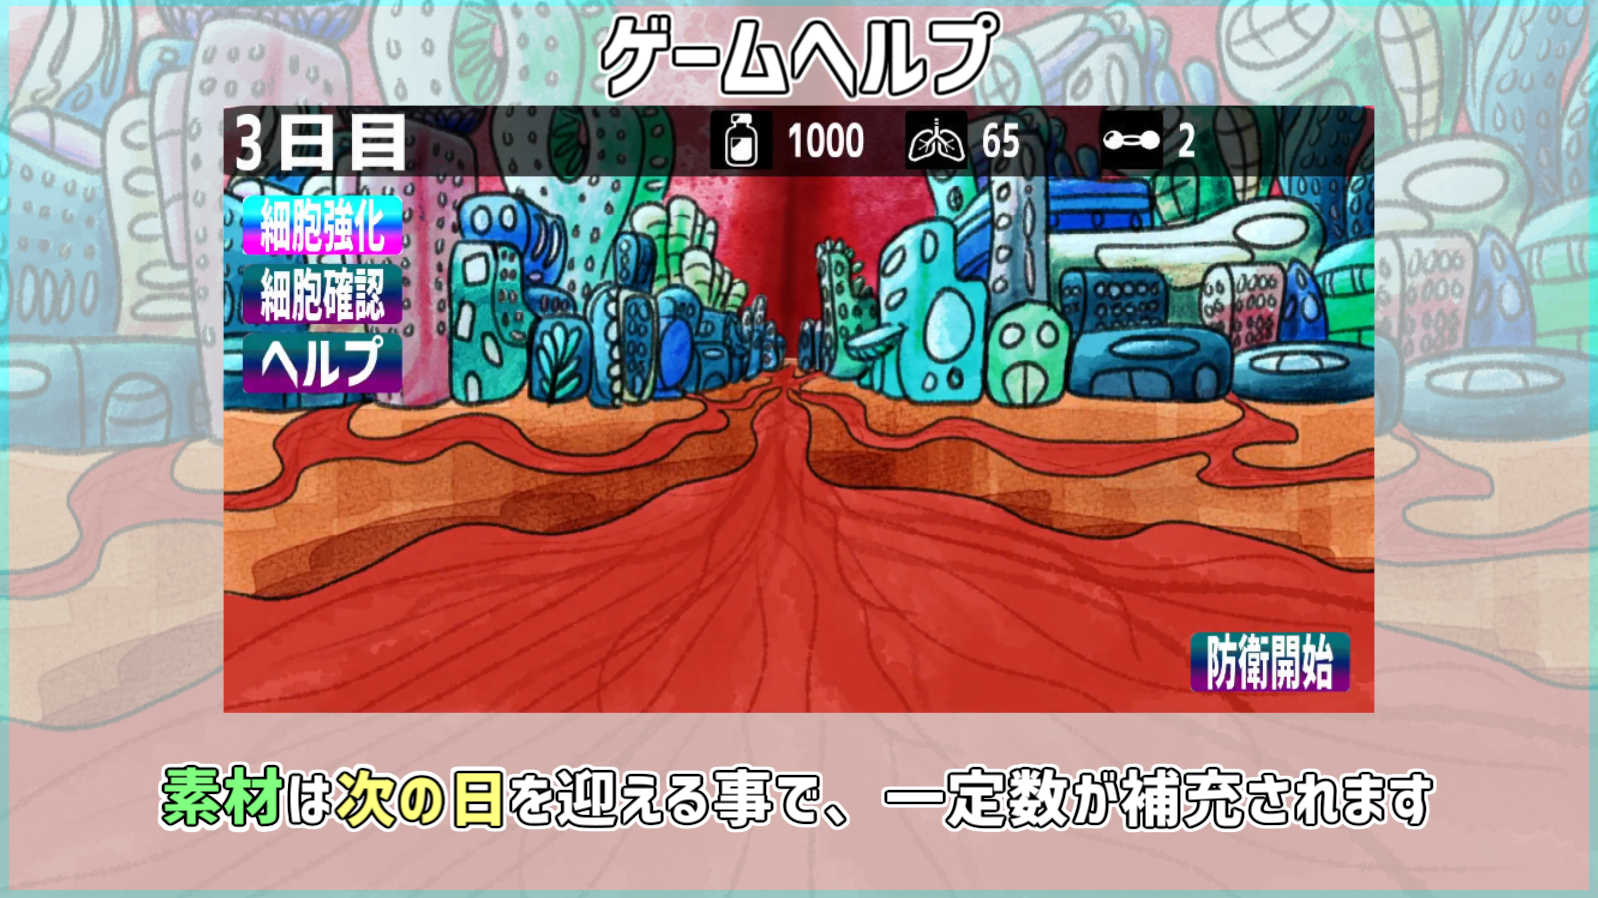 ゲームヘルプ
3日目 1000 65 2
細胞強化
細胞確認
ヘルプ
防衛開始
素材は次の日を迎える事で、一定数が補充されます